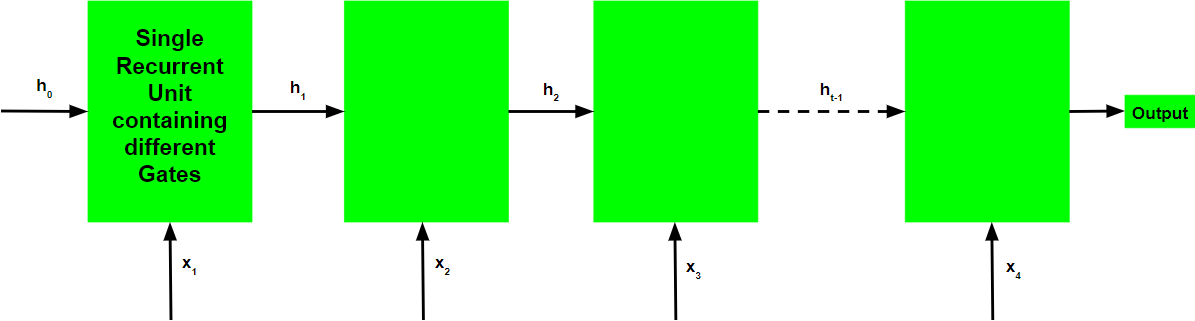 Single
Recurrent
Unit
containing
different
Gates
h₀
h₁
h₂
hₜ₋₁
Output
x₁
x₂
x₃
x₄